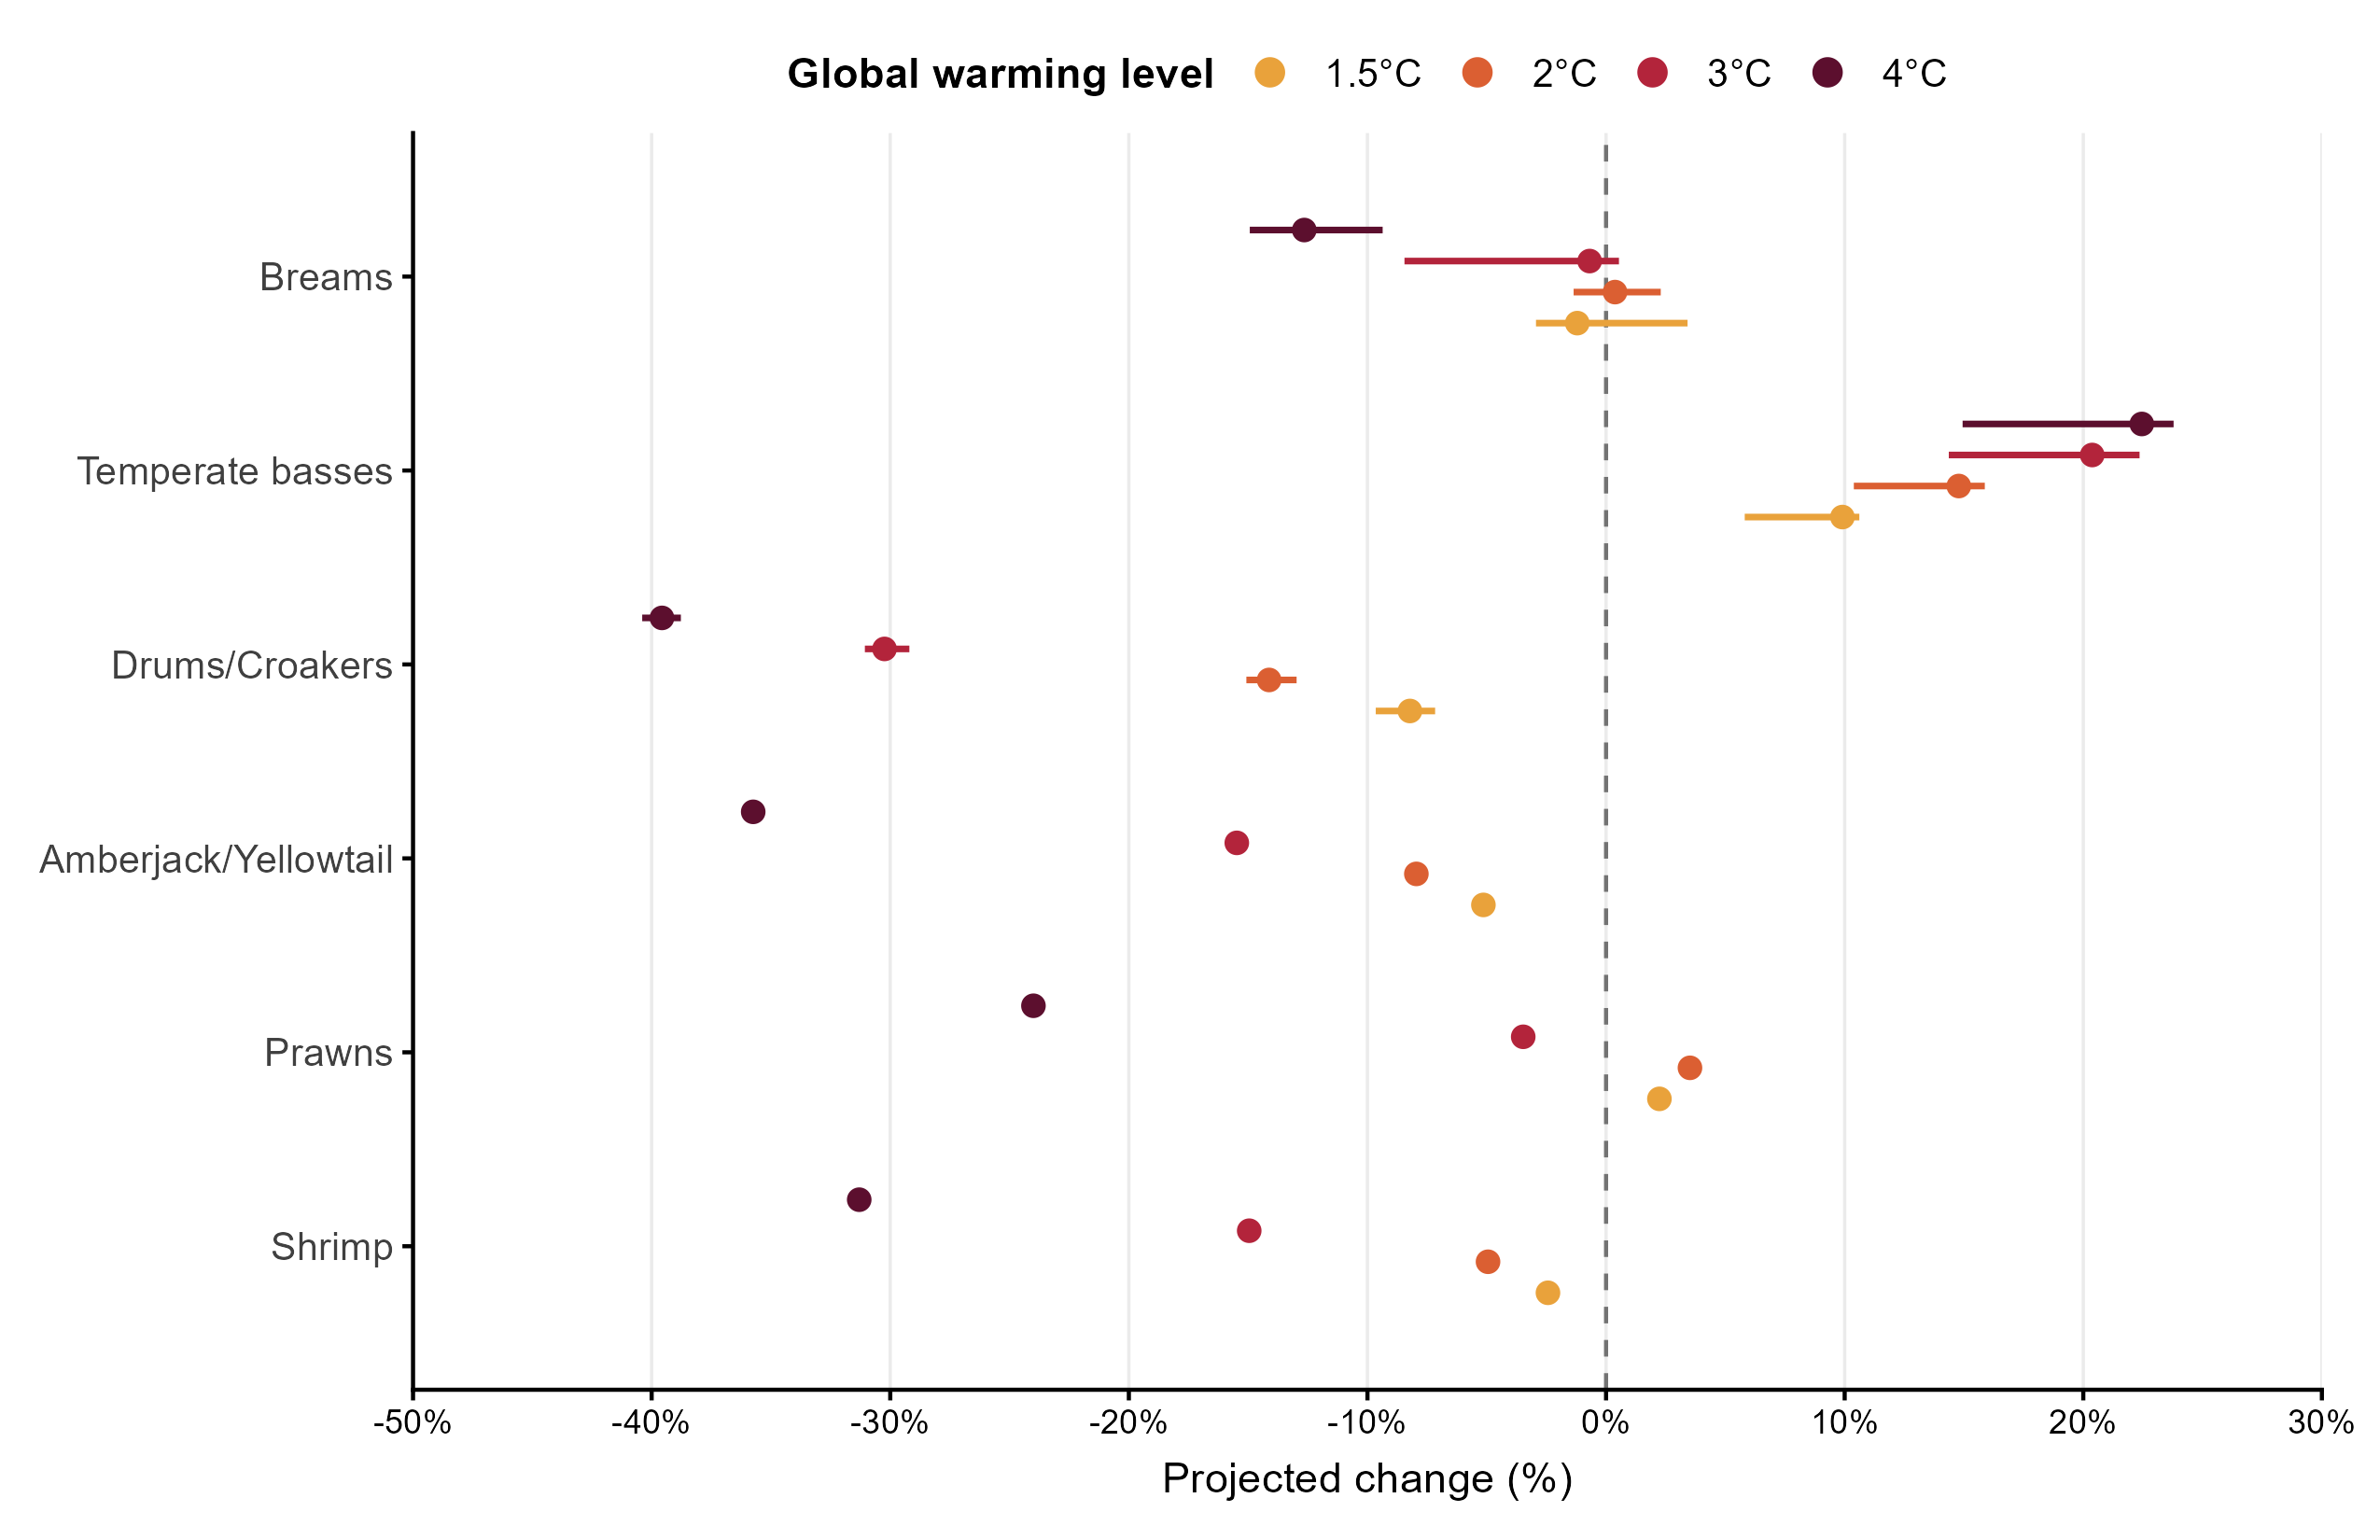 Global warming level 1.5°C 2°C 3°C 4°C
Breams
Temperate basses
Drums/Croakers
Amberjack/Yellowtail
Prawns
Shrimp
-50% -40% -30% -20% -10% 0% 10% 20% 30%
Projected change (%)